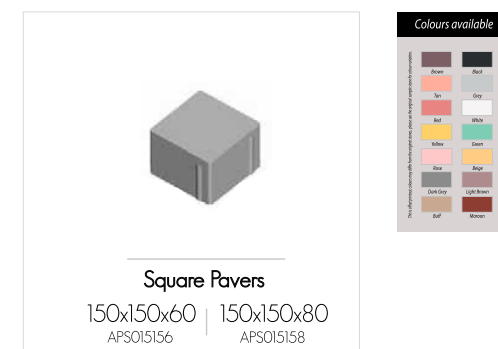 Colours available
Brown Black
Tan Grey
Red White
Yellow Green
Rose Beige
Dark Grey Light Brown
Buff Maroon
Square Pavers
150x150x60 | 150x150x80
APS015156 APS015158